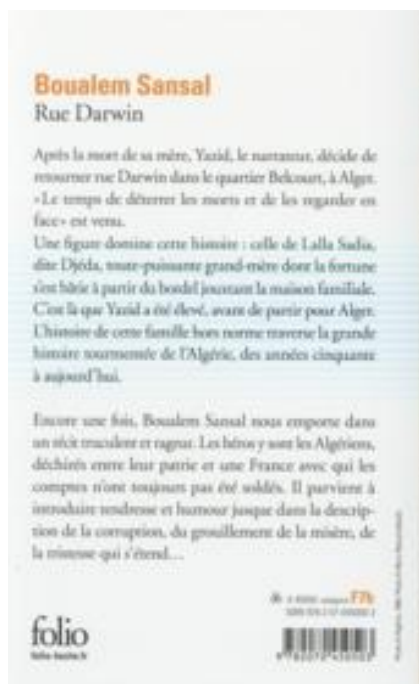 Boualem Sansal
Rue Darwin
Après la mort de sa mère, Yazid, le narrateur, décide de
retourner rue Darwin dans le quartier Belcourt, à Alger.
«Le temps de déterrer les morts et de les regarder en
face» est venu.
Une figure domine cette histoire : celle de Lalla Sadia,
dite Djéda, toute-puissante grand-mère dont la fortune
s'est bâtie à partir du bordel jouxtant la maison familiale.
C'est là que Yazid a été élevé, avant de partir pour Alger.
L'histoire de cette famille hors norme traverse la grande
histoire tourmentée de l'Algérie, des années cinquante
à aujourd'hui.
Encore une fois, Boualem Sansal nous emporte dans
un récit truculent et rageur. Les héros y sont les Algériens,
déchirés entre leur patrie et une France avec qui les
comptes n'ont toujours pas été soldés. Il parvient à
introduire tendresse et humour jusque dans la descrip-
tion de la corruption, du grouillement de la misère, de
la tristesse qui s'étend…
F7b
folio
folio-lesite.fr